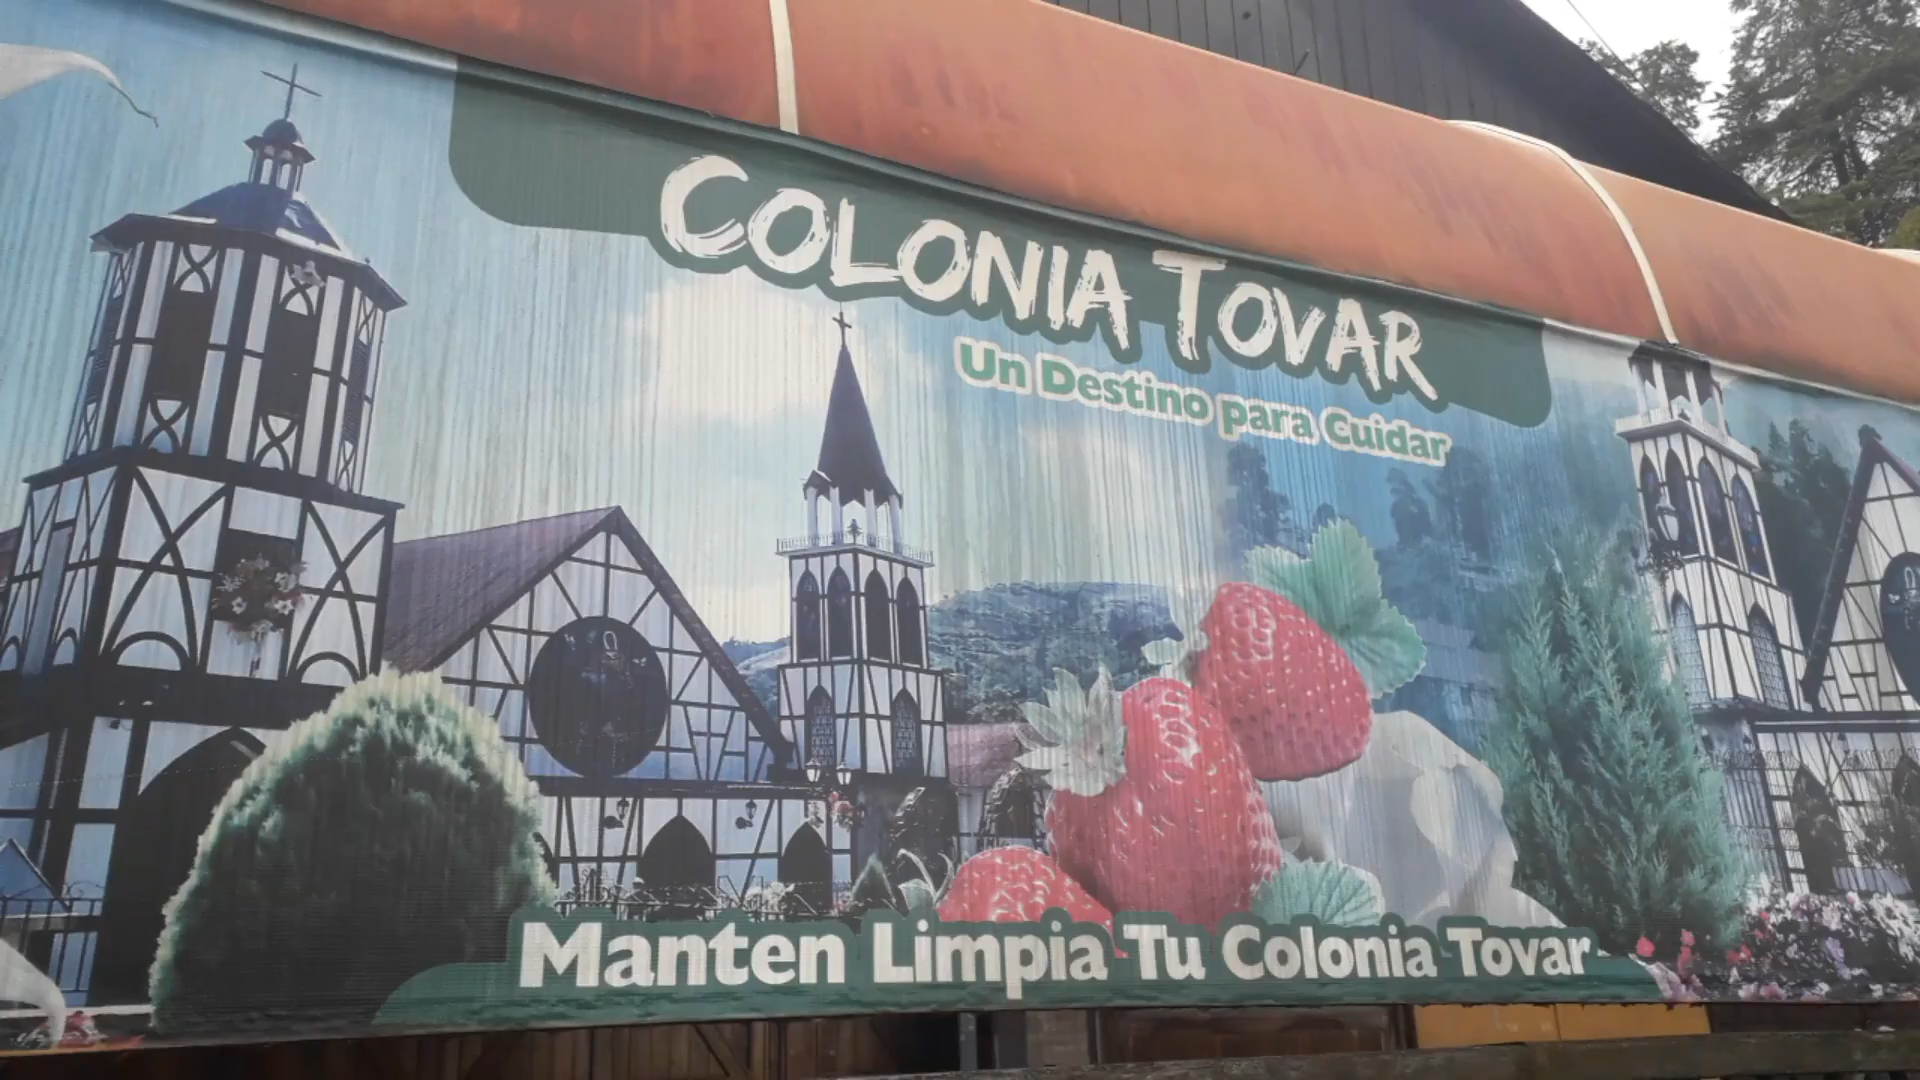 COLONIA TOVAR
Un Destino para Cuidar
Manten Limpia Tu Colonia Tovar